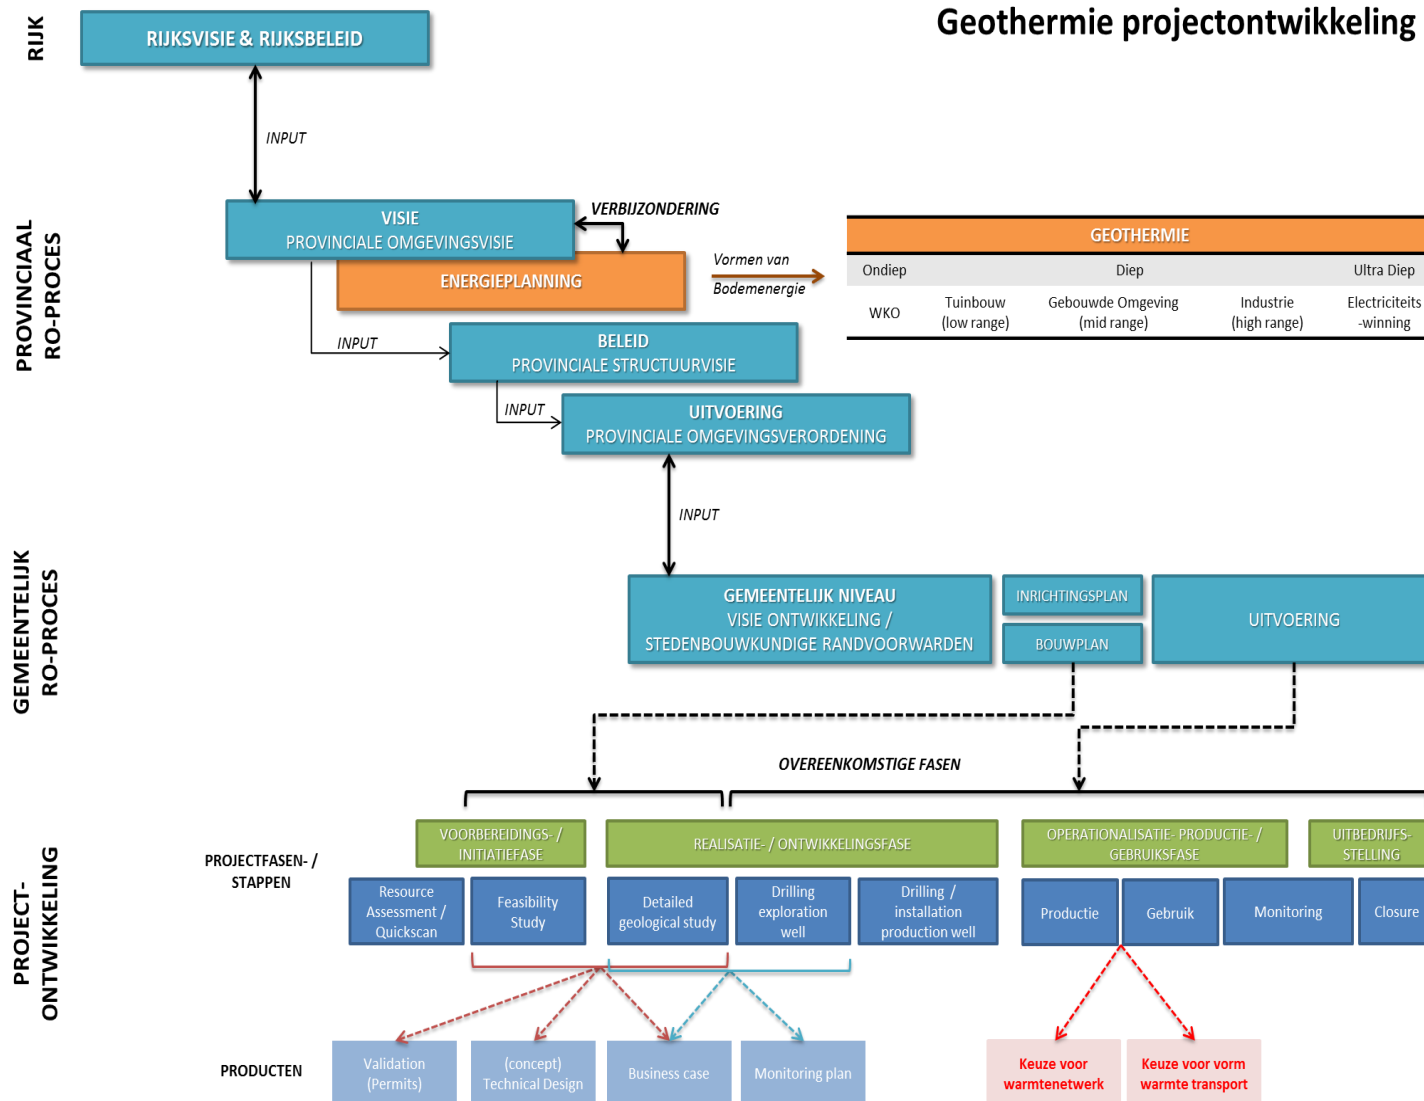 Geothermie projectontwikkeling
RIJK
RIJKSVISIE & RIJKSBELEID
INPUT
PROVINCIAAL
RO-PROCES
VISIE
PROVINCIALE OMGEVINGSVISIE
VERBIJZONDERING
ENERGIEPLANNING
Vormen van
Bodemenergie
GEOTHERMIE
Ondiep
Diep
Ultra Diep
WKO
Tuinbouw
(low range)
Gebouwde Omgeving
(mid range)
Industrie
(high range)
Electriciteits
-winning
INPUT
BELEID
PROVINCIALE STRUCTUURVISIE
INPUT
UITVOERING
PROVINCIALE OMGEVINGSVERORDENING
INPUT
GEMEENTELIJK
RO-PROCES
GEMEENTELIJK NIVEAU
VISIE ONTWIKKELING /
STEDENBOUWKUNDIGE RANDVOORWARDEN
INRICHTINGSPLAN
BOUWPLAN
UITVOERING
OVEREENKOMSTIGE FASEN
PROJECT-
ONTWIKKELING
PROJECTFASEN- /
STAPPEN
VOORBEREIDINGS- /
INITIATIEFASE
REALISATIE- / ONTWIKKELINGSFASE
OPERATIONALISATIE- PRODUCTIE- /
GEBRUIKSFASE
UITBEDRIJFS-
STELLING
Resource
Assessment /
Quickscan
Feasibility
Study
Detailed
geological study
Drilling
exploration
well
Drilling /
installation
production well
Productie
Gebruik
Monitoring
Closure
PRODUCTEN
Validation
(Permits)
(concept)
Technical Design
Business case
Monitoring plan
Keuze voor
warmtenetwerk
Keuze voor vorm
warmte transport